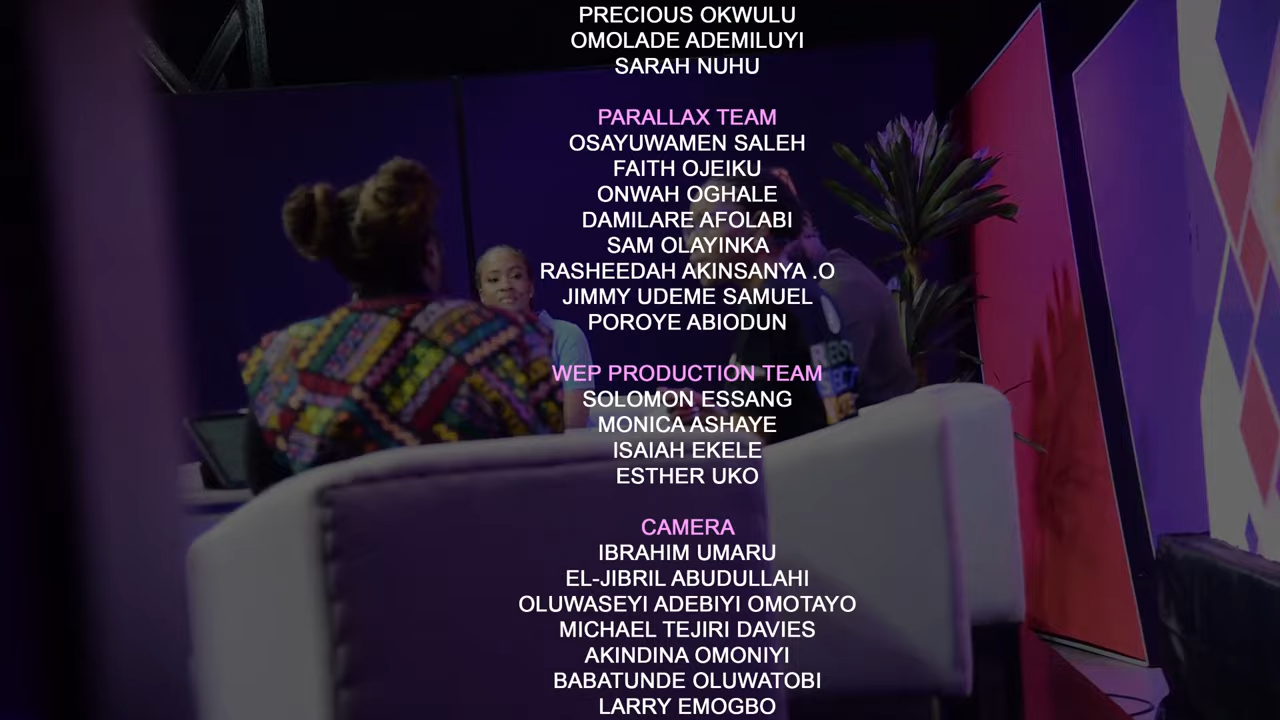 PRECIOUS OKWULU
OMOLADE ADEMILUYI
SARAH NUHU
PARALLAX TEAM
OSAYUWAMEN SALEH
FAITH OJEIKU
ONWAH OGHALE
DAMILARE AFOLABI
SAM OLAYINKA
RASHEEDAH AKINSANYA .O
JIMMY UDEME SAMUEL
POROYE ABIODUN
WEP PRODUCTION TEAM
SOLOMON ESSANG
MONICA ASHAYE
ISAIAH EKELE
ESTHER UKO
CAMERA
IBRAHIM UMARU
EL-JIBRIL ABUDULLAHI
OLUWASEYI ADEBIYI OMOTAYO
MICHAEL TEJIRI DAVIES
AKINDINA OMONIYI
BABATUNDE OLUWATOBI
LARRY EMOGBO